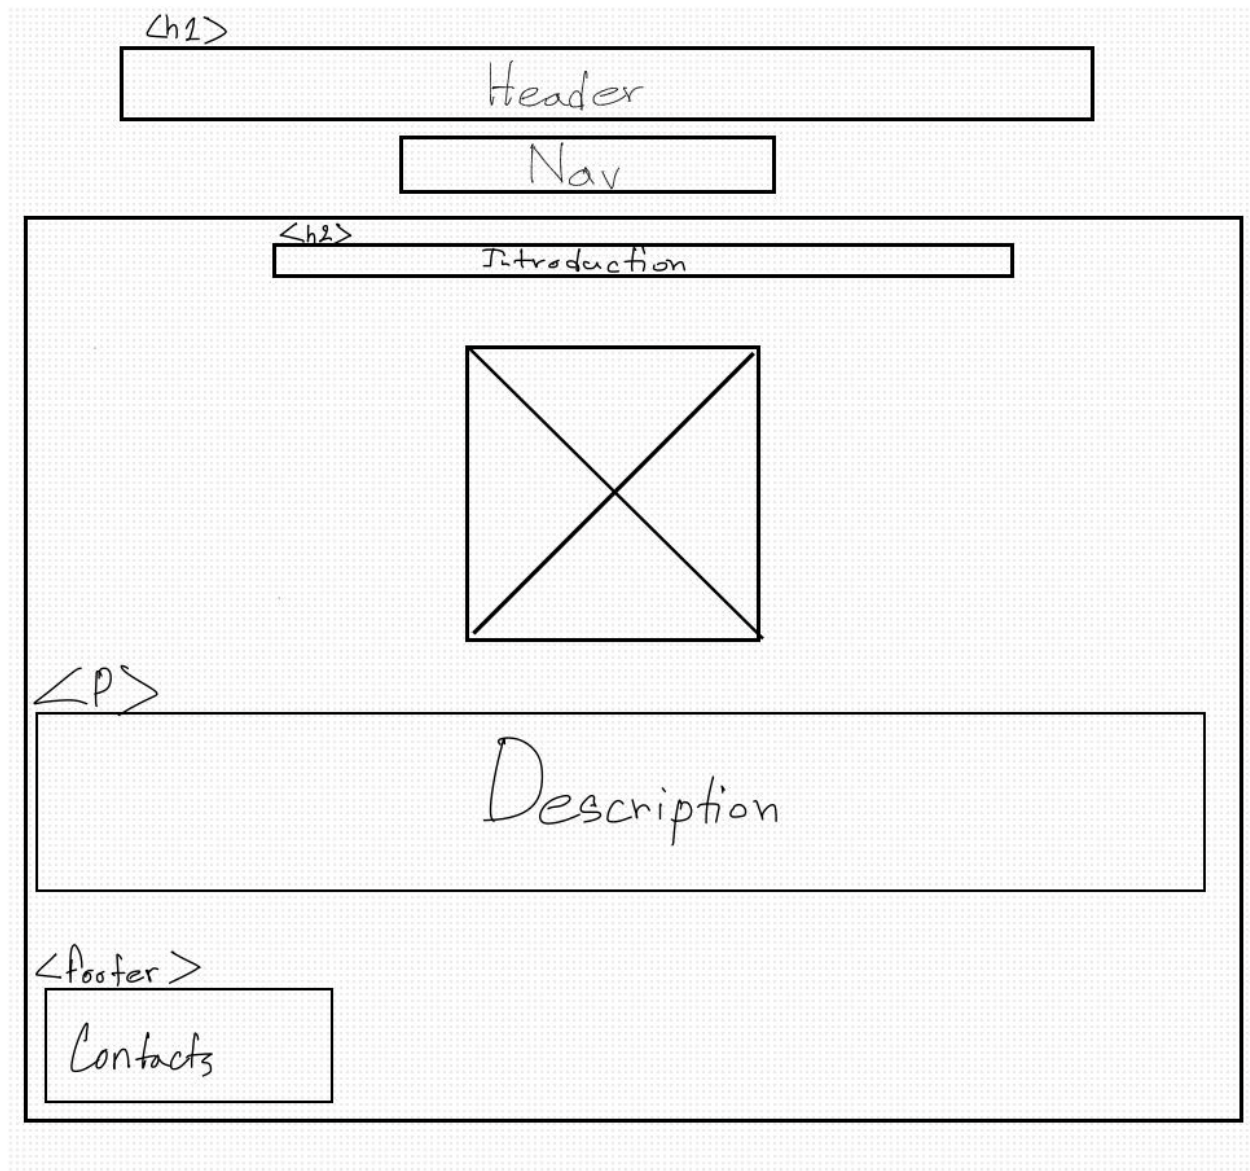 <h1>
Header
Nav
<h2>
Introduction
<P>
Description
<footer>
Contacts